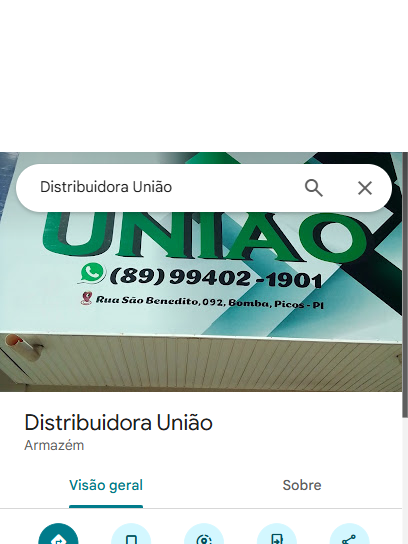 Distribuidora União
UNIÃO
(89) 99402-1901
Rua São Benedito, 092, Bomba, Picos - PI
Distribuidora União
Armazém
Visão geral
Sobre